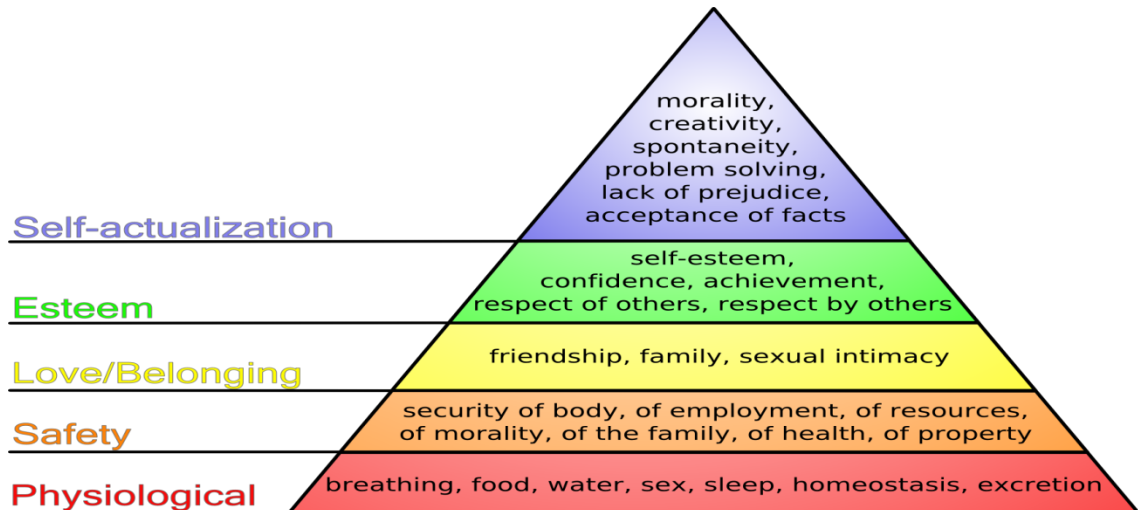 morality,
creativity,
spontaneity,
problem solving,
lack of prejudice,
acceptance of facts
Self-actualization
self-esteem,
confidence, achievement,
respect of others, respect by others
Esteem
friendship, family, sexual intimacy
Love/Belonging
security of body, of employment, of resources,
of morality, of the family, of health, of property
Safety
breathing, food, water, sex, sleep, homeostasis, excretion
Physiological